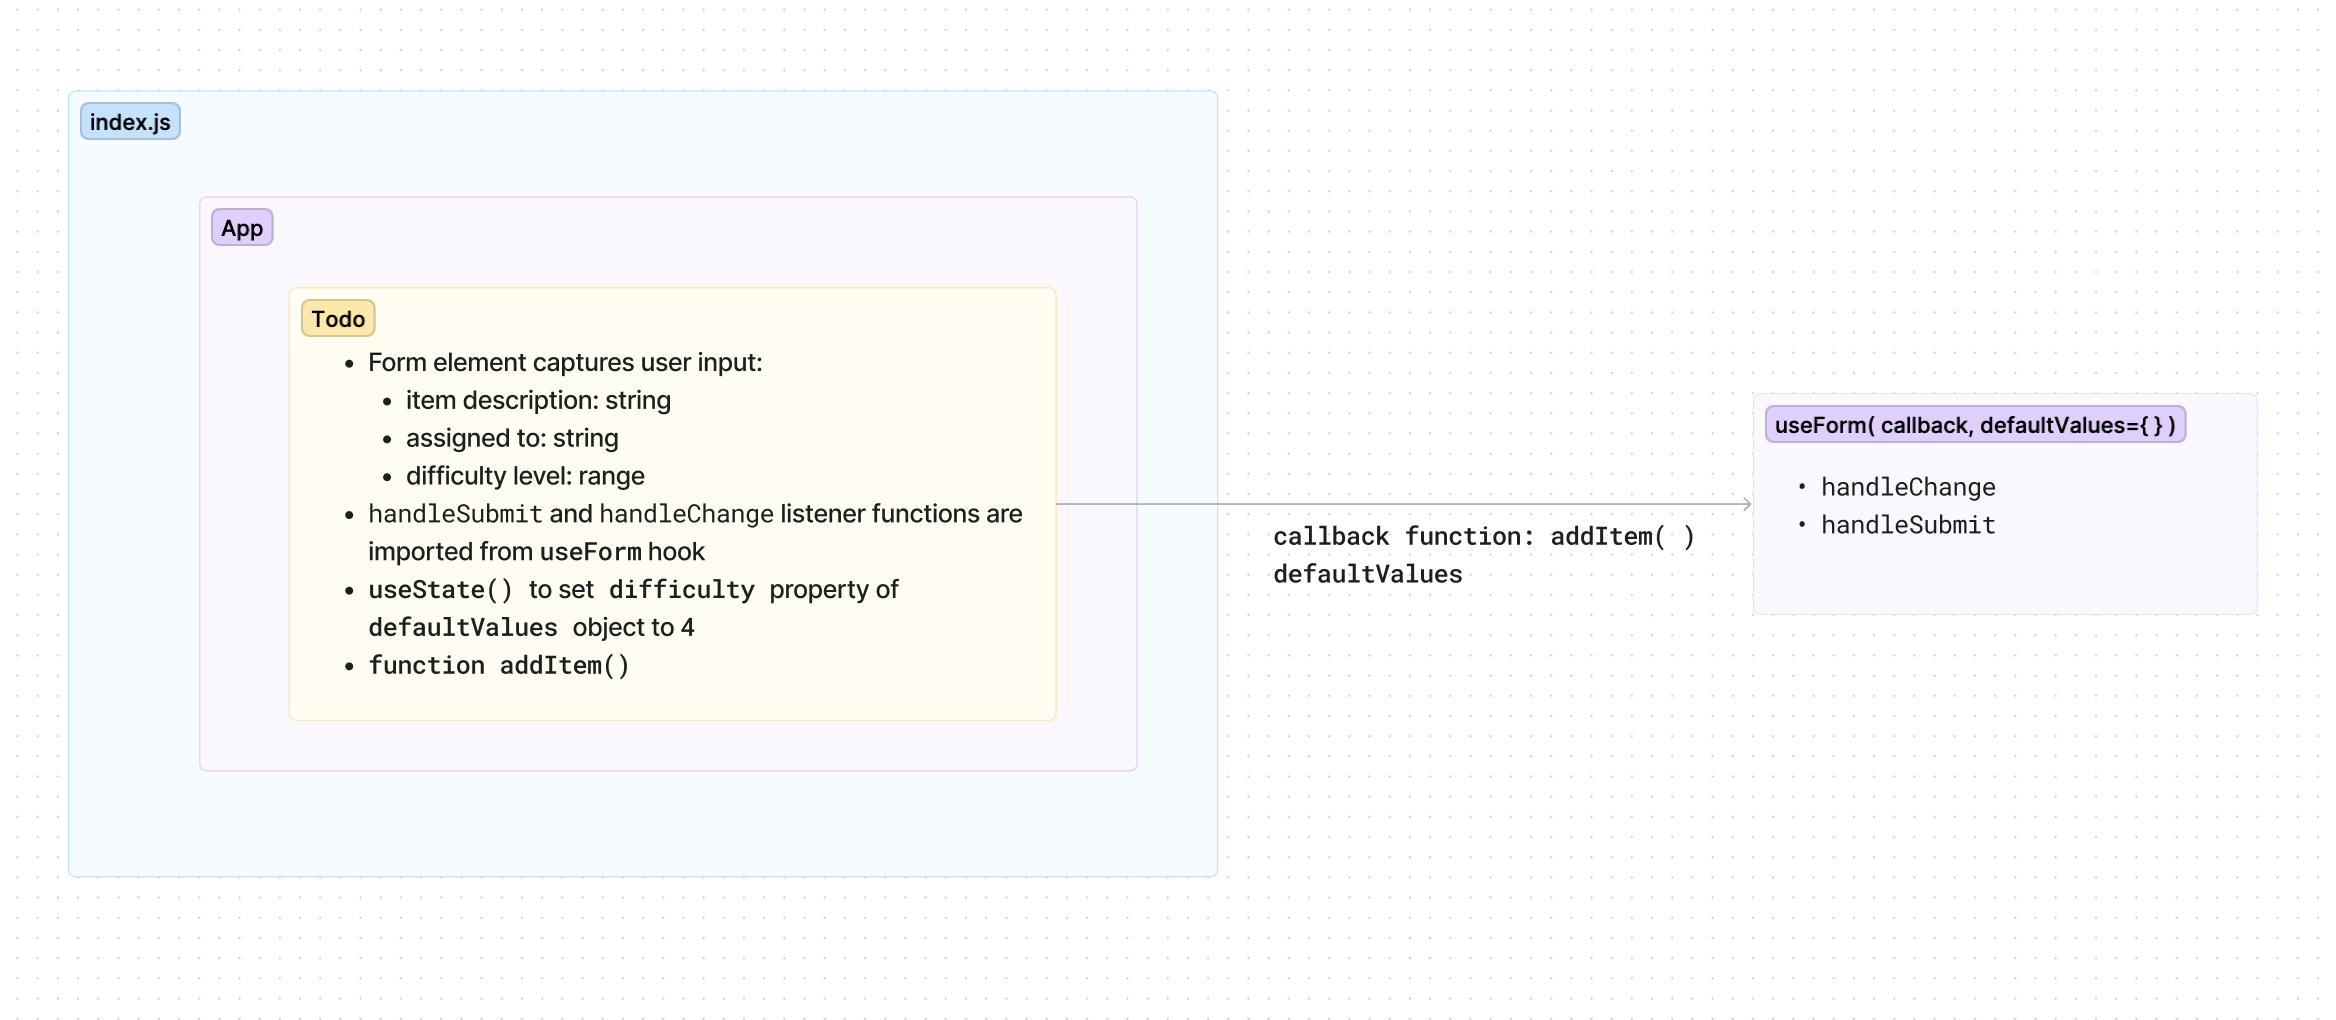 index.js
App
Todo
• Form element captures user input:
• item description: string
• assigned to: string
• difficulty level: range
• handleSubmit and handleChange listener functions are
imported from useForm hook
• useState() to set difficulty property of
defaultValues object to 4
• function addItem()
callback function: addItem( )
defaultValues
useForm( callback, defaultValues={ } )
• handleChange
• handleSubmit